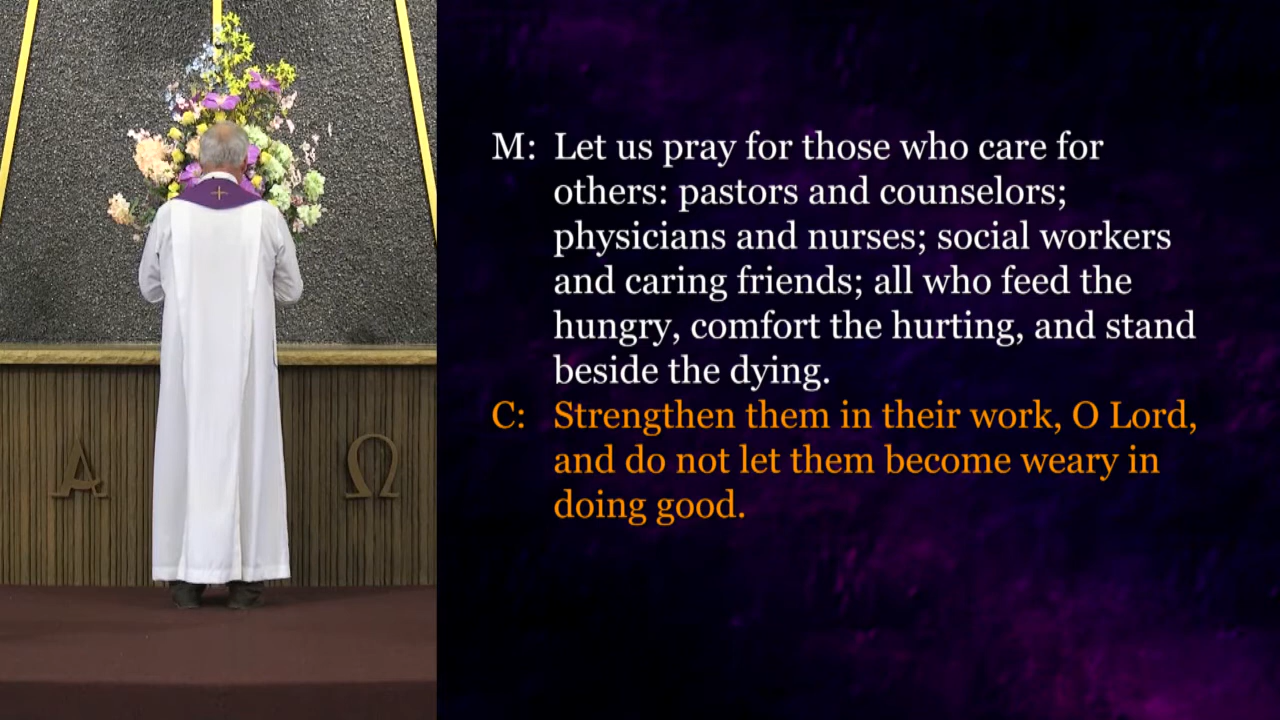 M: Let us pray for those who care for
others: pastors and counselors;
physicians and nurses; social workers
and caring friends; all who feed the
hungry, comfort the hurting, and stand
beside the dying.
C: Strengthen them in their work, O Lord,
and do not let them become weary in
doing good.
Α Ω